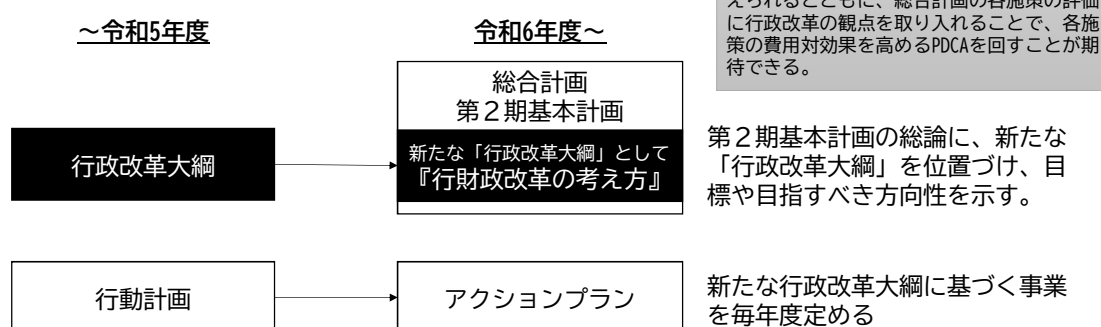 えられるとともに、総合計画の各施策の評価
に行政改革の観点を取り入れることで、各施
策の費用対効果を高めるPDCAを回すことが期
待できる。
～令和5年度
令和6年度～
総合計画
第２期基本計画
行政改革大綱
新たな「行政改革大綱」として
『行財政改革の考え方』
第２期基本計画の総論に、新たな
「行政改革大綱」を位置づけ、目
標や目指すべき方向性を示す。
行動計画
アクションプラン
新たな行政改革大綱に基づく事業
を毎年度定める